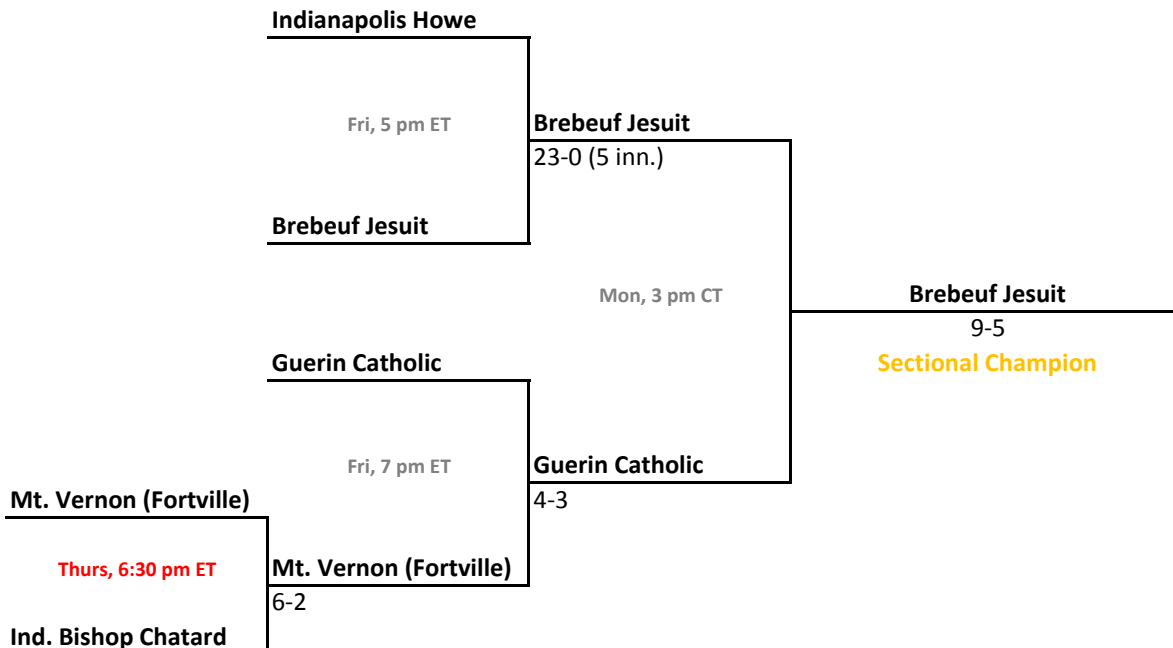 Indianapolis Howe
Fri, 5 pm ET
Brebeuf Jesuit
23-0 (5 inn.)
Brebeuf Jesuit
Mon, 3 pm CT
Brebeuf Jesuit
9-5
Sectional Champion
Guerin Catholic
Fri, 7 pm ET
Guerin Catholic
4-3
Mt. Vernon (Fortville)
Thurs, 6:30 pm ET
Mt. Vernon (Fortville)
6-2
Ind. Bishop Chatard